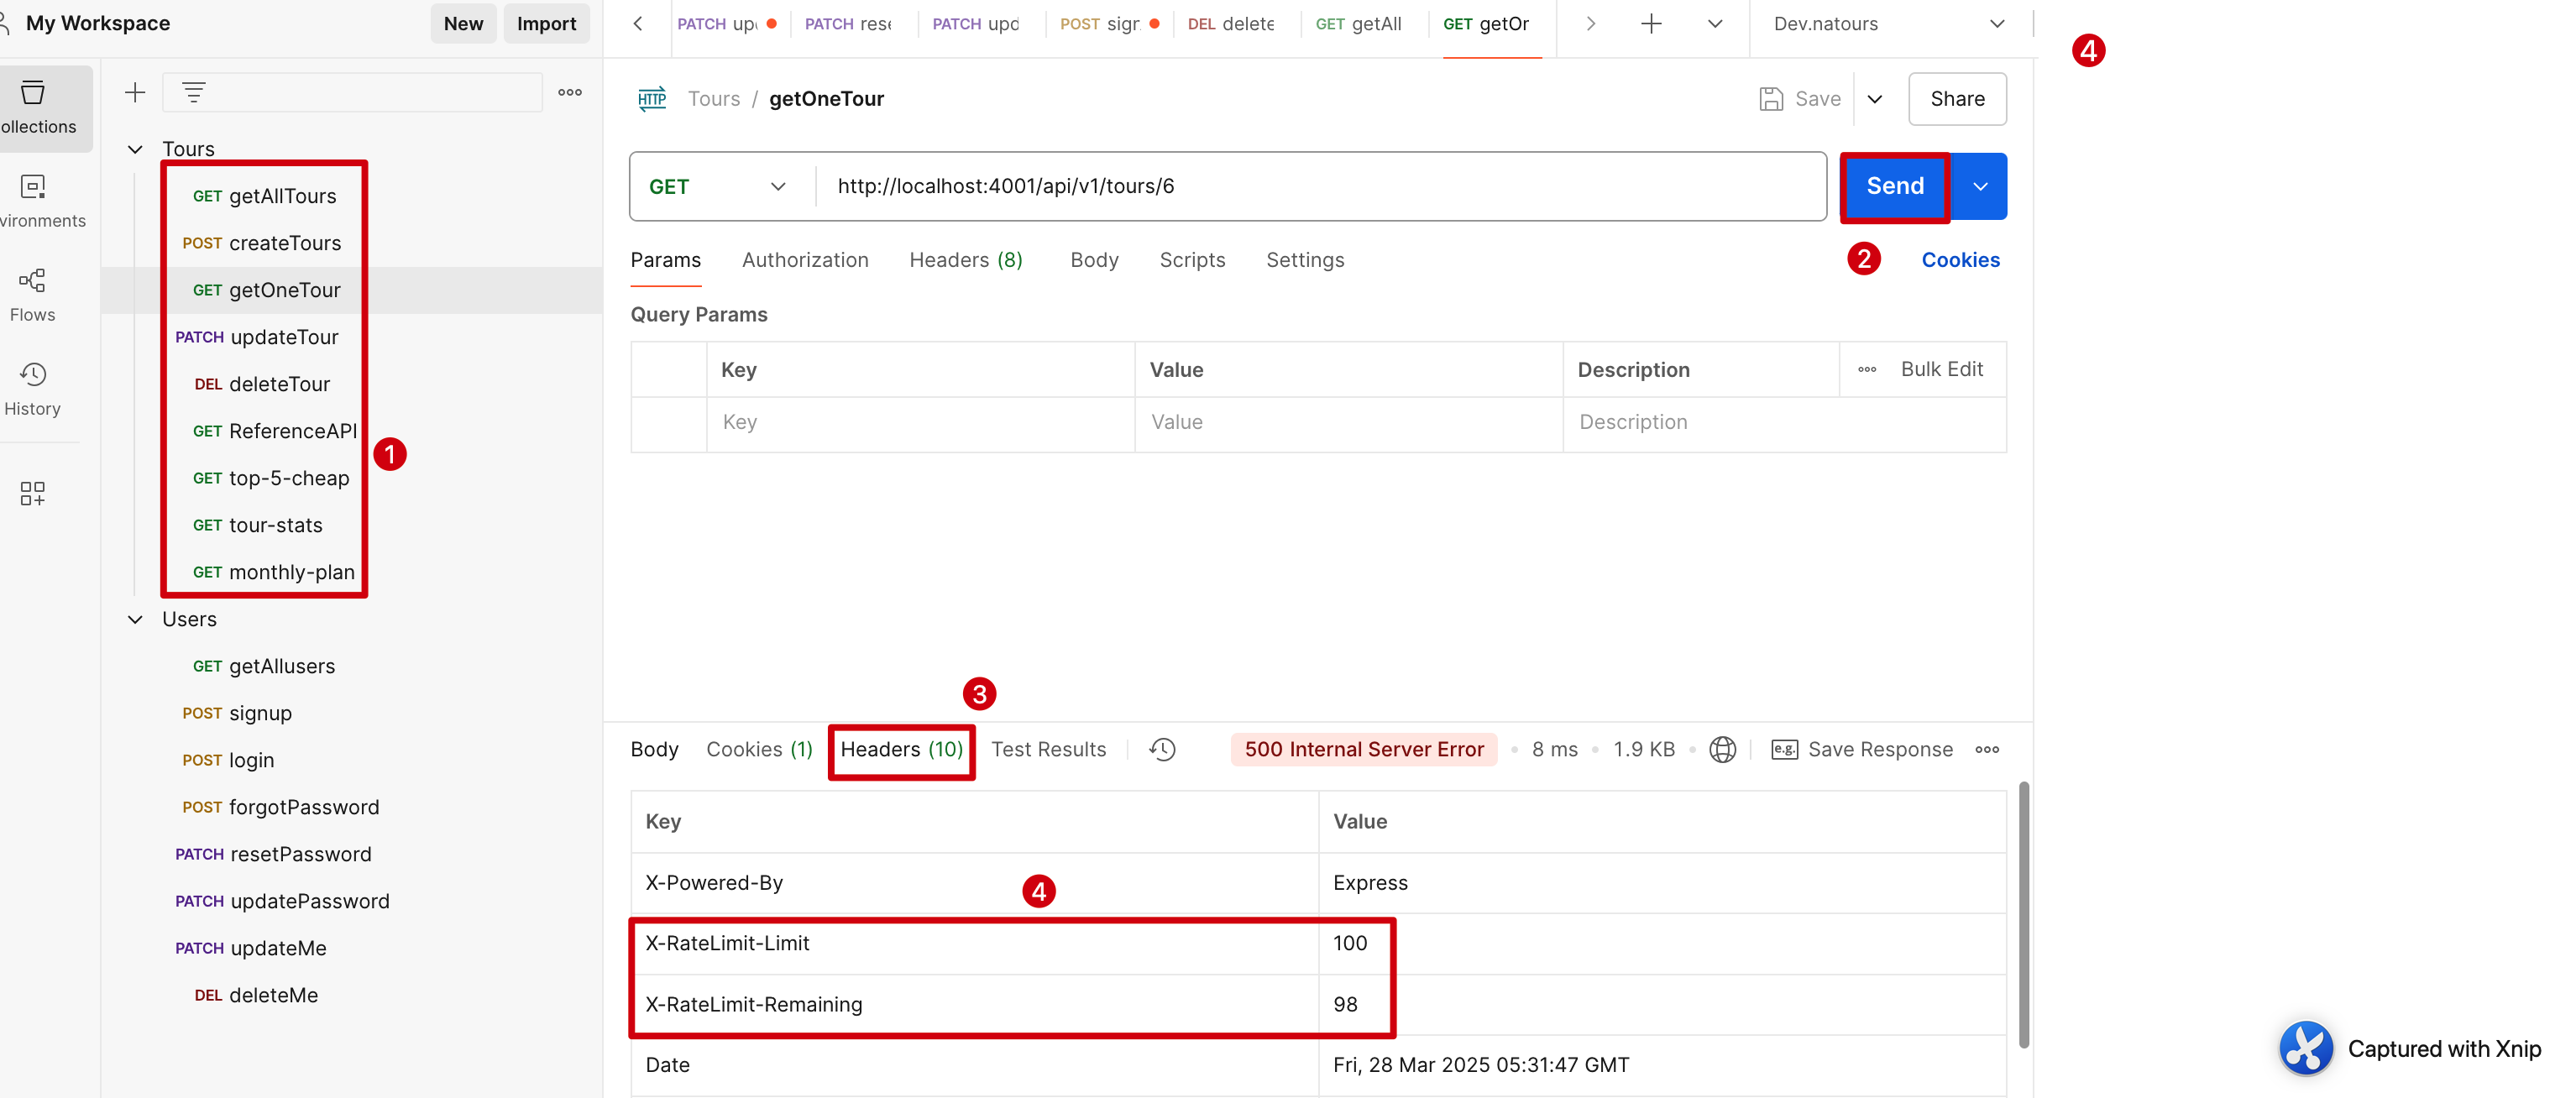 My Workspace
New
Import
PATCH up
PATCH rese
PATCH upd
POST sign
DEL delete
GET getAll
GET getOr
Dev.natours
4
ollections
vironments
Flows
History
Tours
GET getAllTours
POST createTours
GET getOneTour
PATCH updateTour
DEL deleteTour
GET ReferenceAPI
GET top-5-cheap
GET tour-stats
GET monthly-plan
1
Users
GET getAllusers
POST signup
POST login
POST forgotPassword
PATCH resetPassword
PATCH updatePassword
PATCH updateMe
DEL deleteMe
HTTP Tours / getOneTour
Save
Share
GET http://localhost:4001/api/v1/tours/6
Send
2
Params Authorization Headers (8) Body Scripts Settings
Cookies
Query Params
Key Value Description Bulk Edit
Key Value Description
3
Body Cookies (1) Headers (10) Test Results
500 Internal Server Error • 8 ms • 1.9 KB •
e.g. Save Response
Key Value
X-Powered-By Express
4
X-RateLimit-Limit 100
X-RateLimit-Remaining 98
Date Fri, 28 Mar 2025 05:31:47 GMT
Captured with Xnip